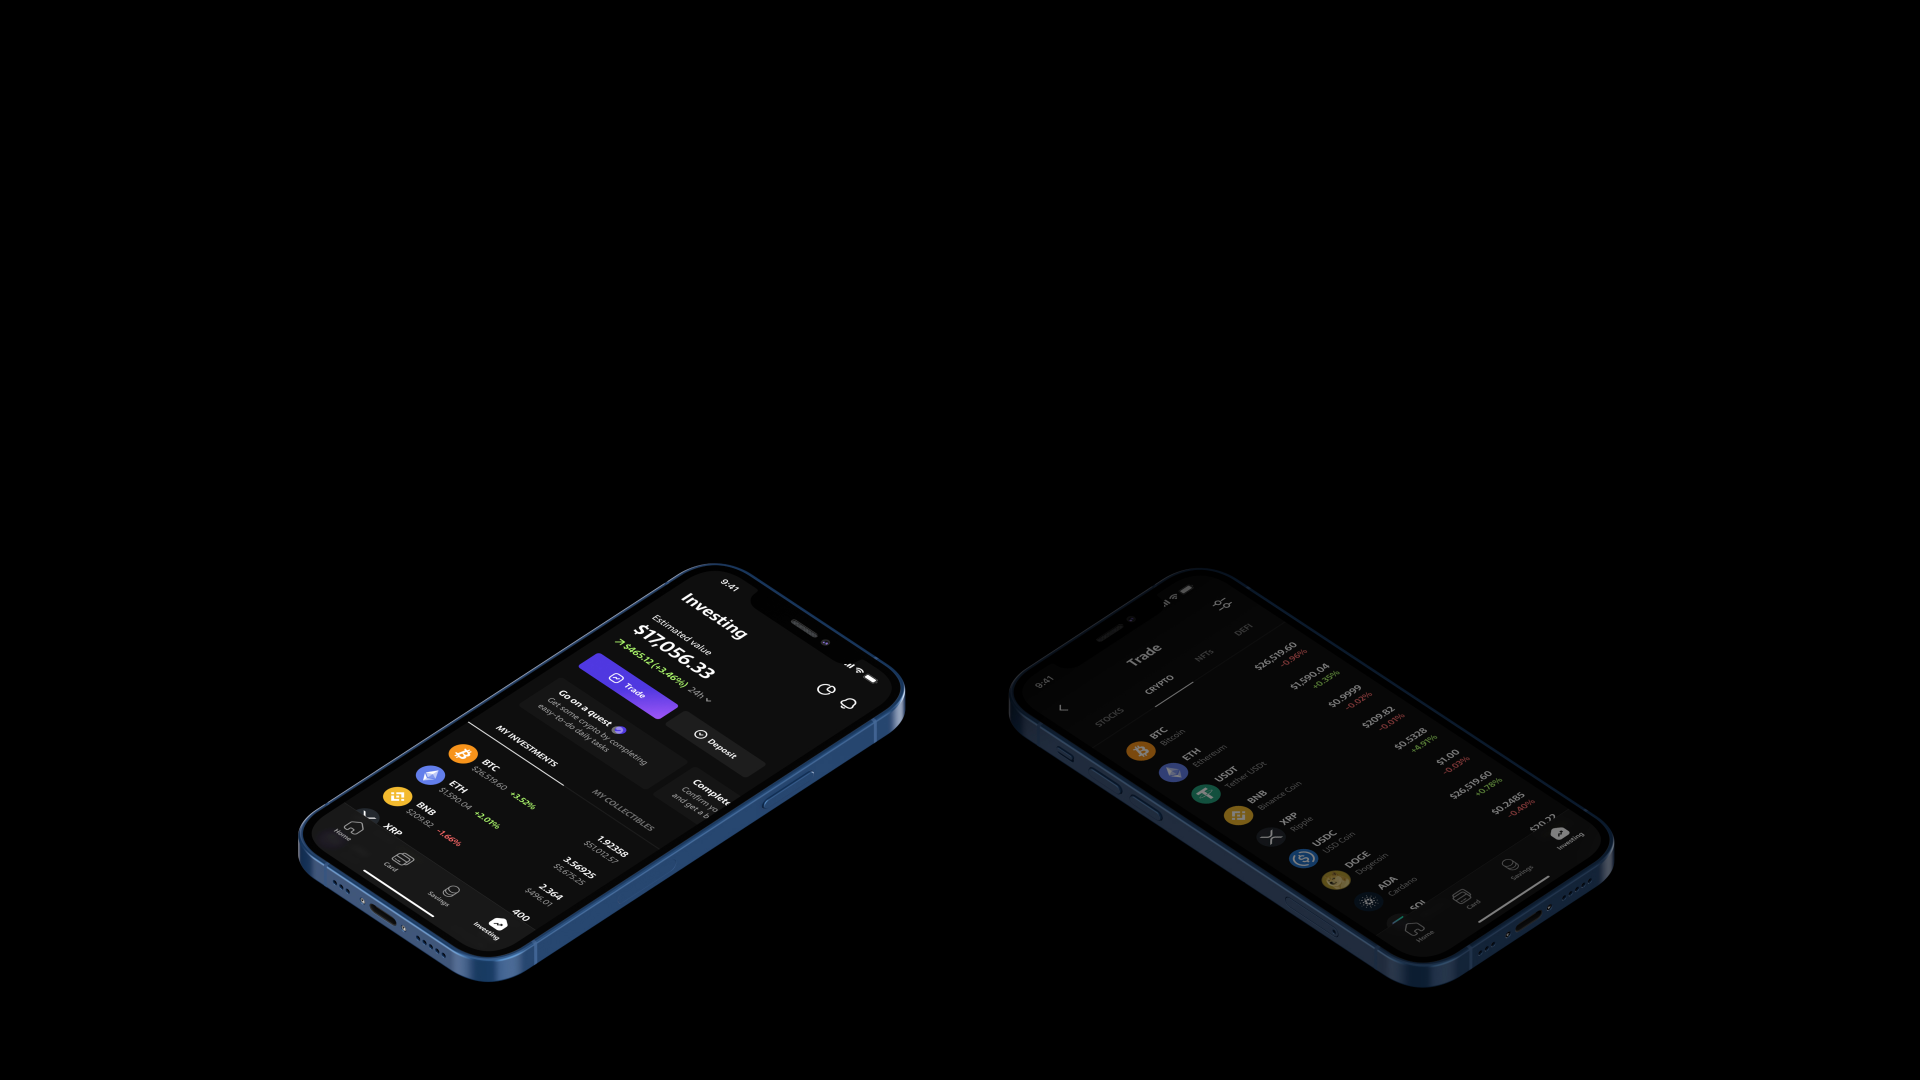 9:41
Investing
Estimated value
$17,056.33
$465.12 (+3.46%) 24h
Trade
Deposit
Go on a quest
Get some crypto by completing
easy-to-do daily tasks
Complete
Confirm yo
and get a b
MY INVESTMENTS
MY COLLECTIBLES
BTC
$26,519.60 +3.52%
1.92358
$51,012.57
ETH
$1,590.04 +2.01%
3.56925
$5,675.25
BNB
$209.82 -1.66%
2.364
$496.01
XRP
400
Home
Card
Savings
Investing
9:41
Trade
STOCKS
CRYPTO
NFTs
DEFI
BTC
Bitcoin
$26,519.60
-0.96%
ETH
Ethereum
$1,590.04
+0.35%
USDT
Tether USDt
$0.9999
-0.02%
BNB
Binance Coin
$209.82
-0.01%
XRP
Ripple
$0.5328
+4.91%
USDC
USD Coin
$1.00
-0.03%
DOGE
Dogecoin
$26,519.60
+0.78%
ADA
Cardano
$0.2485
-0.40%
SOL
Home
Card
Savings
Investing